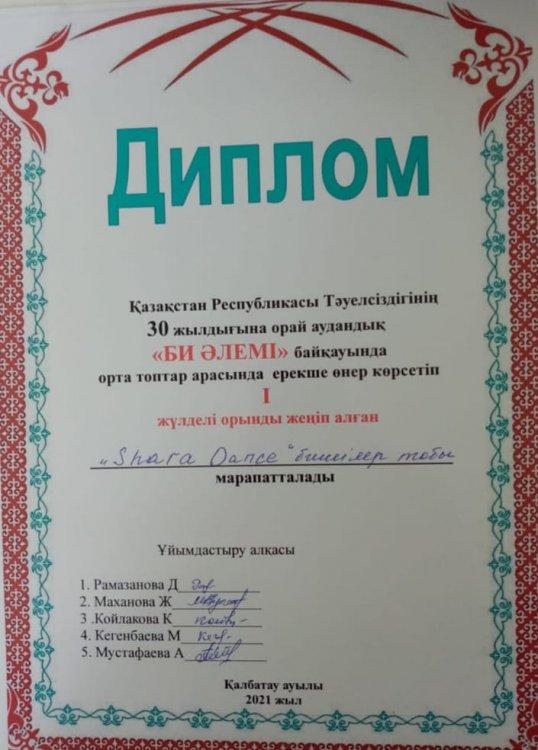 Диплом
Қазақстан Республикасы Тәуелсіздігінің
30 жылдығына орай аудандық
«БИ ӘЛЕМІ» байқауында
орта топтар арасында ерекше өнер көрсетіп
I
жүлделі орынды жеңіп алған
„Shara Dance" бишілер тобы
марапатталады
Ұйымдастыру алқасы
1. Рамазанова Д
2. Маханова Ж
3 .Койлакова К
4. Кегенбаева М
5. Мустафаева А
Қалбатау ауылы
2021 жыл